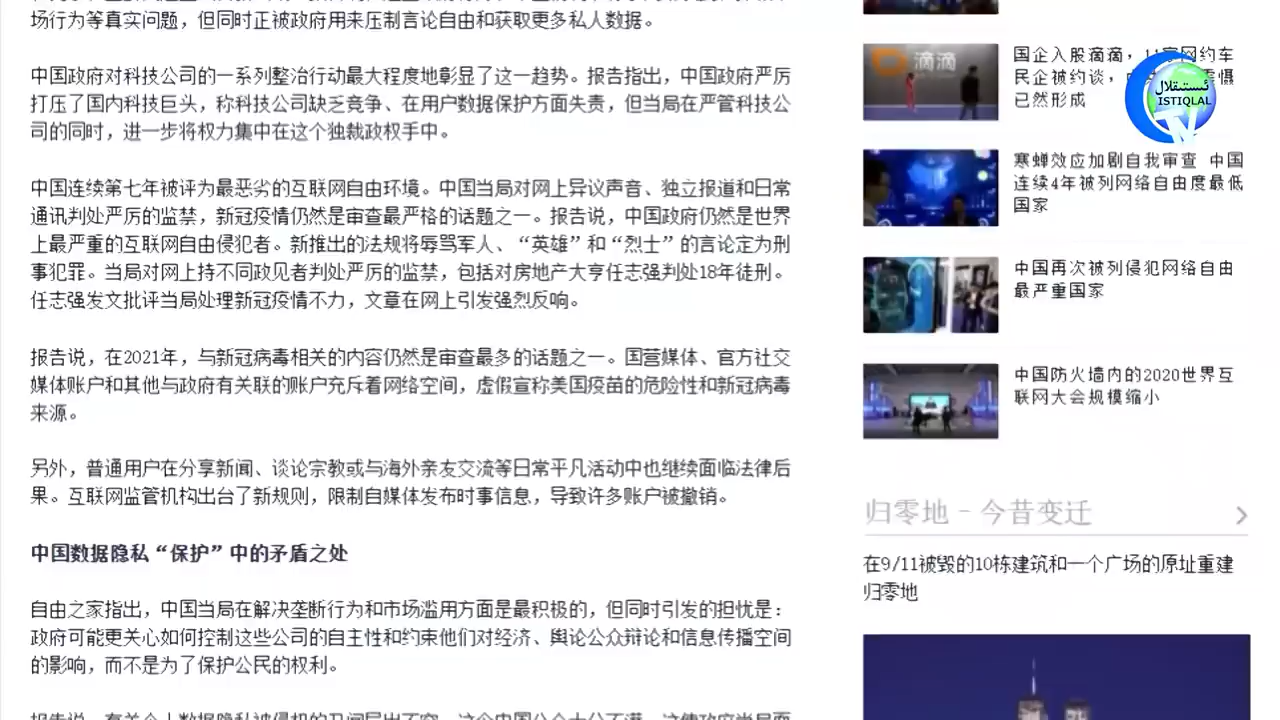 场行为等真实问题，但同时正被政府用来压制言论自由和获取更多私人数据。
中国政府对科技公司的一系列整治行动最大程度地彰显了这一趋势。报告指出，中国政府严厉
打压了国内科技巨头，称科技公司缺乏竞争、在用户数据保护方面失责，但当局在严管科技公
司的同时，进一步将权力集中在这个独裁政权手中。
中国连续第七年被评为最恶劣的互联网自由环境。中国当局对网上异议声音、独立报道和日常
通讯判处严厉的监禁，新冠疫情仍然是审查最严格的话题之一。报告说，中国政府仍然是世界
上最严重的互联网自由侵犯者。新推出的法规将辱骂军人、“英雄”和“烈士”的言论定为刑
事犯罪。当局对网上持不同政见者判处严厉的监禁，包括对房地产大亨任志强判处18年徒刑。
任志强发文批评当局处理新冠疫情不力，文章在网上引发强烈反响。
报告说，在2021年，与新冠病毒相关的内容仍然是审查最多的话题之一。国营媒体、官方社交
媒体账户和其他与政府有关联的账户充斥着网络空间，虚假宣称美国疫苗的危险性和新冠病毒
来源。
另外，普通用户在分享新闻、谈论宗教或与海外亲友交流等日常平凡活动中也继续面临法律后
果。互联网监管机构出台了新规则，限制自媒体发布时事信息，导致许多账户被撤销。
中国数据隐私“保护”中的矛盾之处
自由之家指出，中国当局在解决垄断行为和市场滥用方面是最积极的，但同时引发的担忧是：
政府可能更关心如何控制这些公司的自主性和约束他们对经济、舆论公众辩论和信息传播空间
的影响，而不是为了保护公民的权利。
滴滴
国企入股滴滴，11家网约车
民企被约谈，慑
已然形成
ئىستىقلال
ISTIQLAL
TV
寒蝉效应加剧自我审查 中国
连续4年被列网络自由度最低
国家
中国再次被列侵犯网络自由
最严重国家
中国防火墙内的2020世界互
联网大会规模缩小
归零地 - 今昔变迁
在9/11被毁的10栋建筑和一个广场的原址重建
归零地